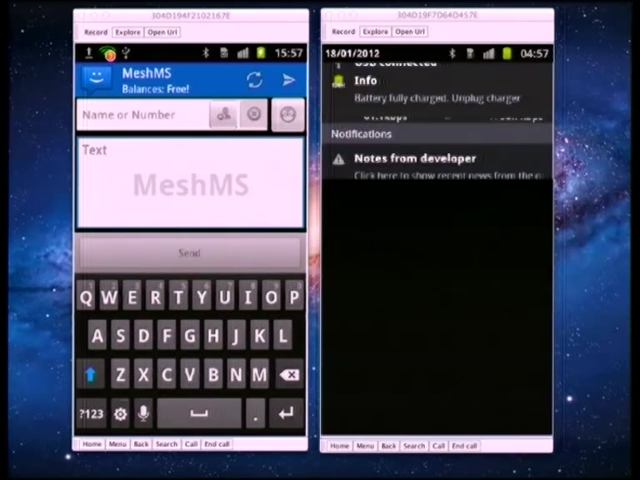 304D194F2102167E
Record Explore Open Url
15:57
MeshMS
Balances: Free!
Name or Number
Text
MeshMS
Send
Q W E R T Y U I O P
A S D F G H J K L
Z X C V B N M
?123 .
Home Menu Back Search Call End call
304D19F7D64D457E
Record Explore Open Url
18/01/2012 04:57
USB connected
Info
Battery fully charged. Unplug charger
Notifications
Notes from developer
Click here to show recent news from the
Home Menu Back Search Call End call